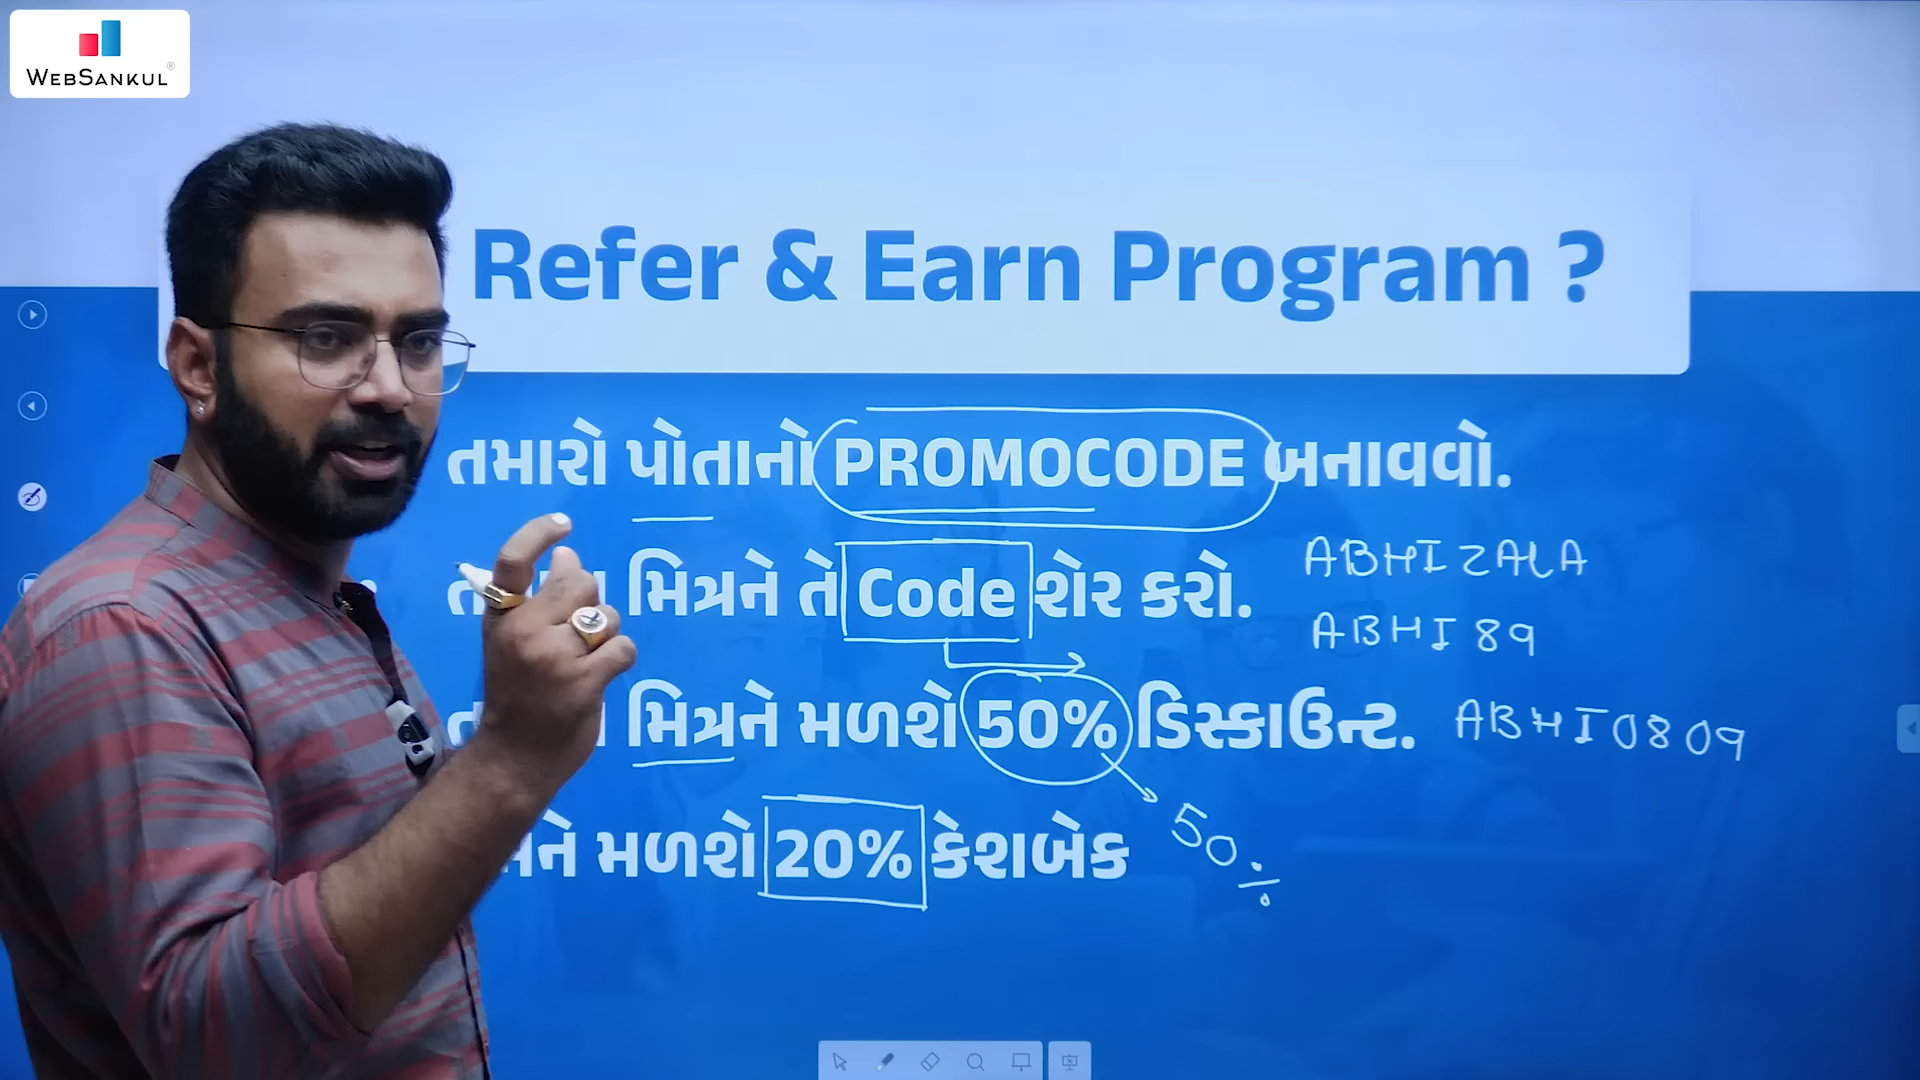 WEBSANKUL
Refer & Earn Program ?
તમારો પોતાનો PROMOCODE બનાવવો.
મિત્રને તે Code શેર કરો.
ABHIZALA
ABHI89
મિત્રને મળશે 50% ડિસ્કાઉન્ટ.
ABHI0809
મળશે 20% કેશબેક
50%